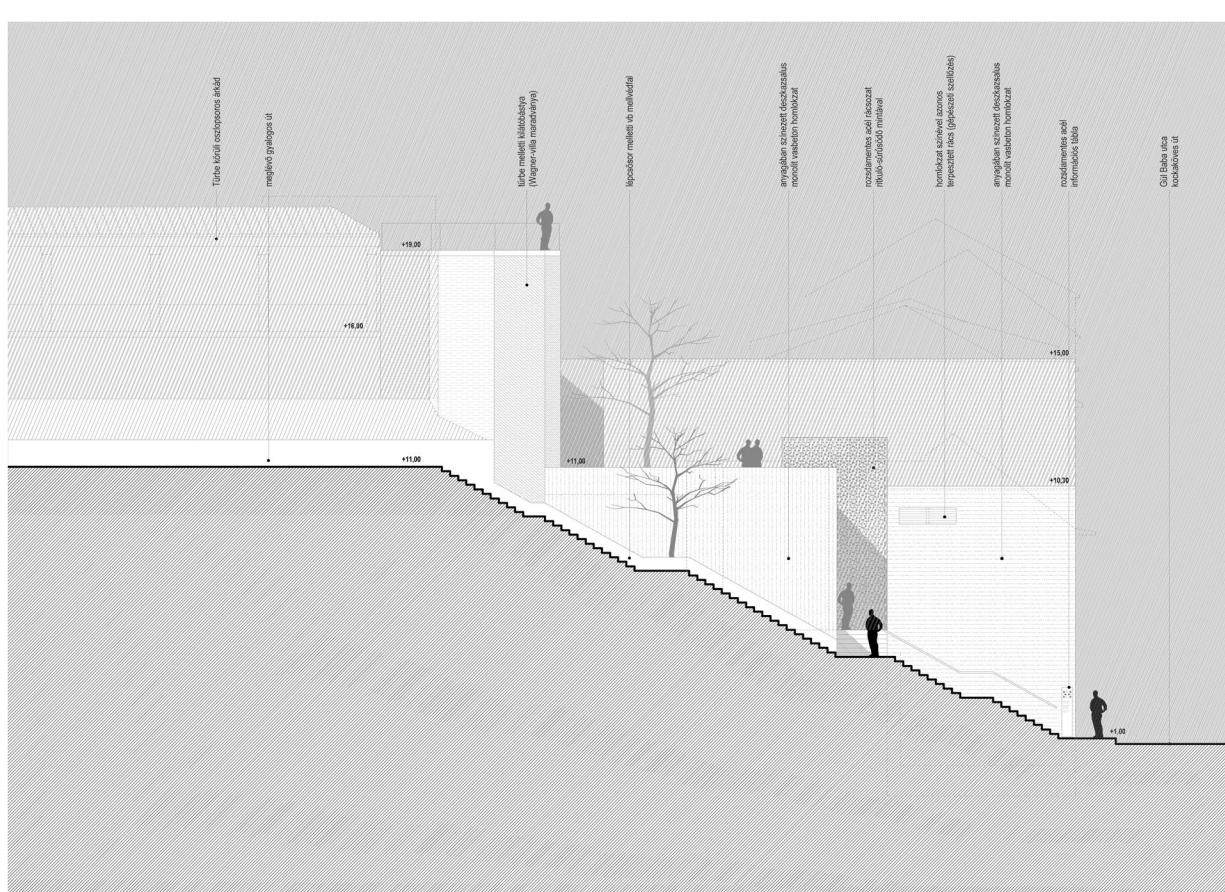 Türbe körüli oszlopsoros árkád
meglévő gyalogos út
türbe melletti kilátóbástya
(Wagner-villa maradványa)
lépcsősor melletti vb mellvédfal
anyagában színezett deszkazsalus
monolit vasbeton homlokzat
rozsdamentes acél rácsozat
ritkuló-sűrűsödő mintával
homlokzat színével azonos
terpesztett rács (gépészeti szellőzés)
anyagában színezett deszkazsalus
monolit vasbeton homlokzat
rozsdamentes acél
információs tábla
Gül Baba utca
kockaköves út
+19,00
+16,00
+15,00
+11,00
+11,00
+10,30
+1,00